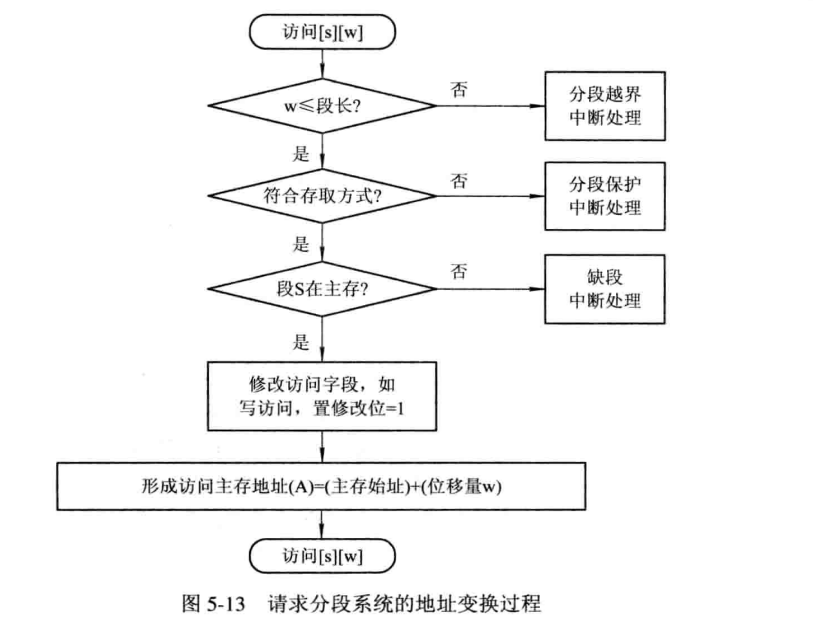 访问[s][w]
w≤段长?
否
分段越界
中断处理
是
符合存取方式?
否
分段保护
中断处理
是
段S在主存?
否
缺段
中断处理
是
修改访问字段，如
写访问，置修改位=1
形成访问主存地址(A)=(主存始址)+(位移量w)
访问[s][w]
图 5-13 请求分段系统的地址变换过程